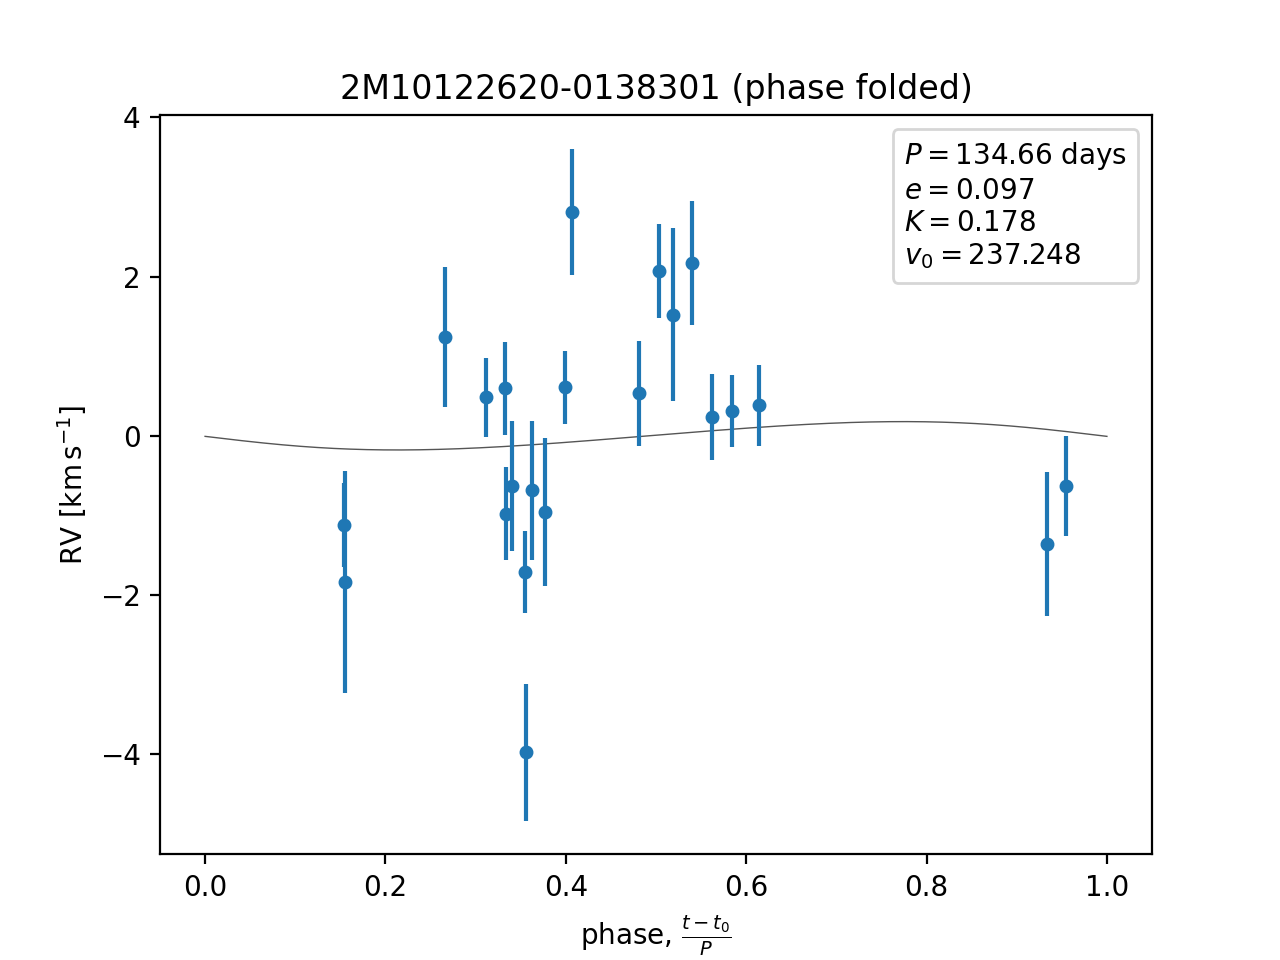 2M10122620-0138301 (phase folded)
P = 134.66 days
e = 0.097
K = 0.178
v₀ = 237.248
4
2
0
−2
−4
RV [km s⁻¹]
0.0 0.2 0.4 0.6 0.8 1.0
phase, (t − t₀)/P